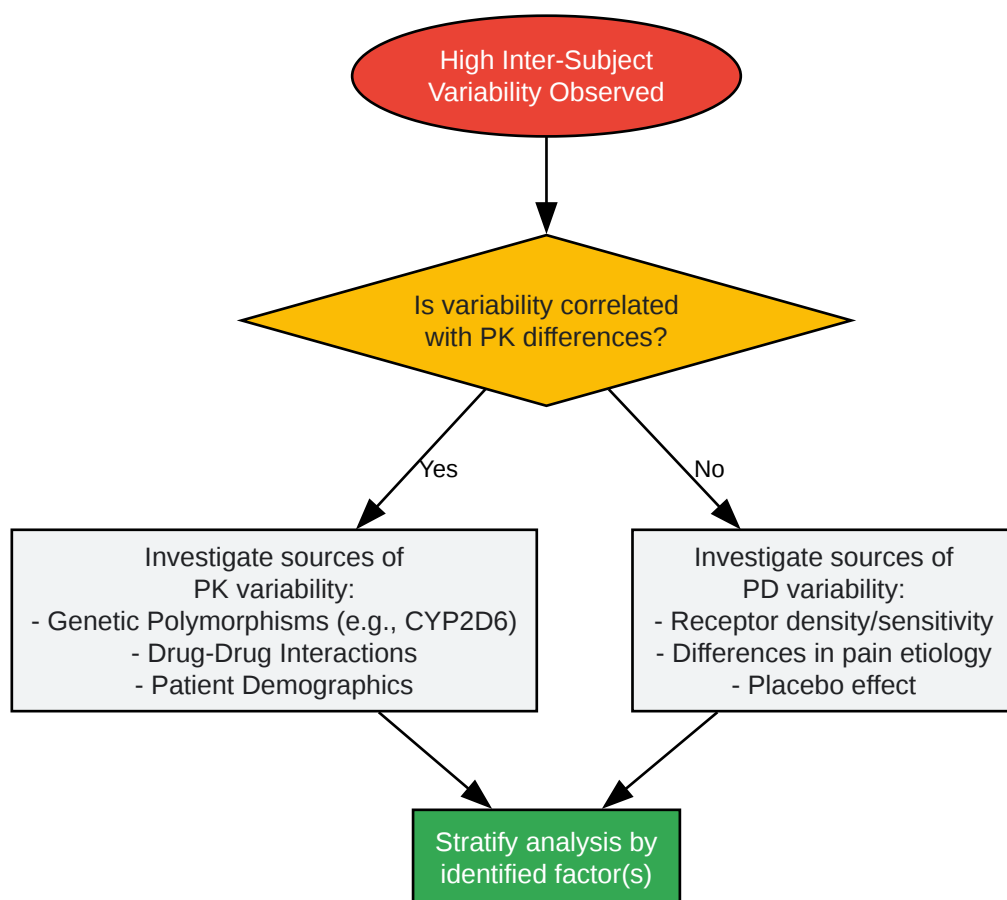 High Inter-Subject
Variability Observed
Is variability correlated
with PK differences?
Yes
No
Investigate sources of
PK variability:
- Genetic Polymorphisms (e.g., CYP2D6)
- Drug-Drug Interactions
- Patient Demographics
Investigate sources of
PD variability:
- Receptor density/sensitivity
- Differences in pain etiology
- Placebo effect
Stratify analysis by
identified factor(s)